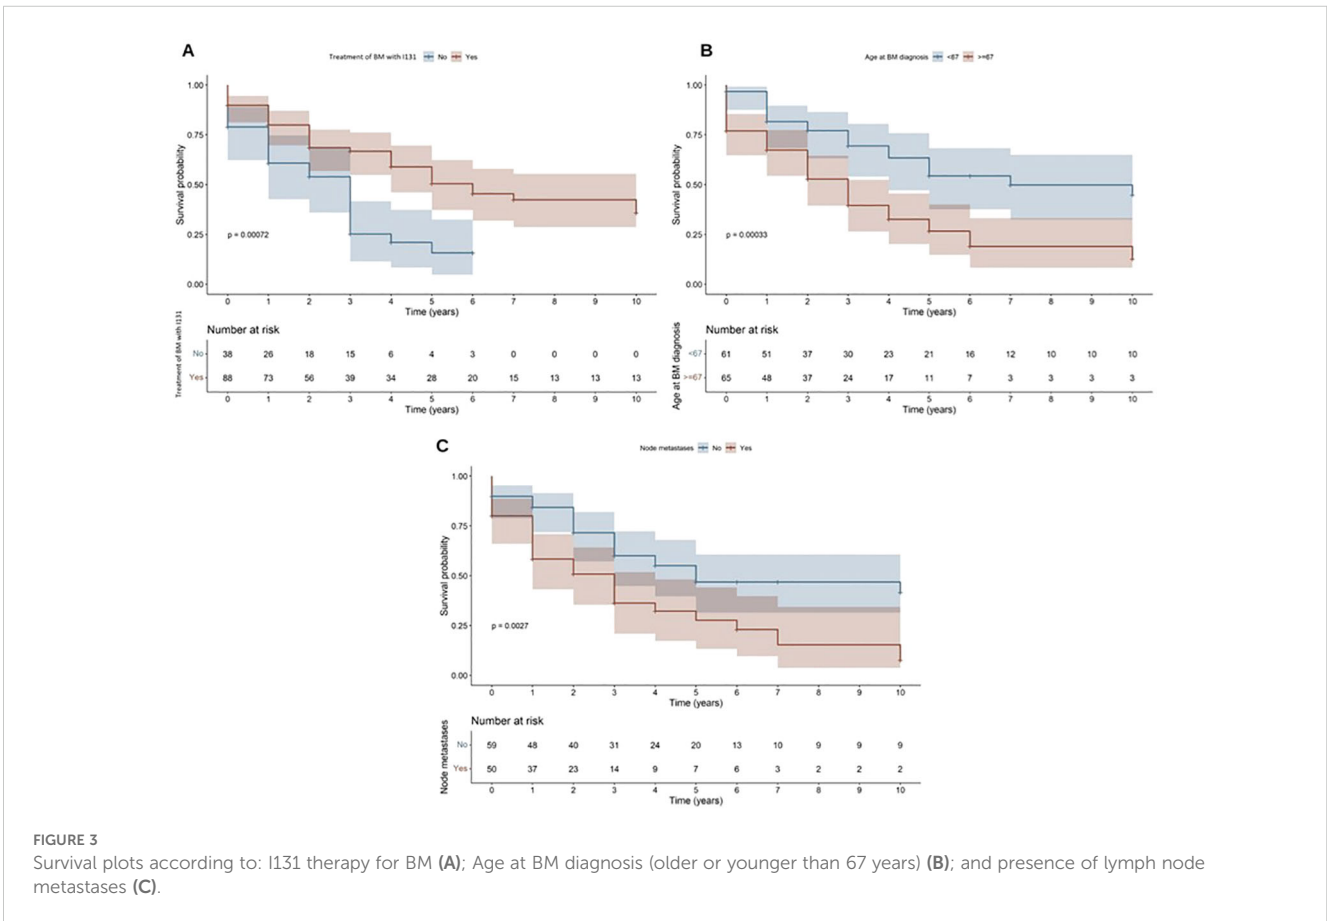 A
Treatment of BM with I131 No Yes
1.00
0.75
0.50
0.25
0.00
Survival probability
p = 0.00072
0 1 2 3 4 5 6 7 8 9 10
Time (years)
Number at risk
Treatment of BM with I131
No 38 26 18 15 6 4 3 0 0 0 0
Yes 88 73 56 39 34 28 20 15 13 13 13
0 1 2 3 4 5 6 7 8 9 10
Time (years)
B
Age at BM diagnosis <67 >=67
1.00
0.75
0.50
0.25
0.00
Survival probability
p = 0.00033
0 1 2 3 4 5 6 7 8 9 10
Time (years)
Number at risk
Age at BM diagnosis
<67 61 51 37 30 23 21 16 12 10 10 10
>=67 65 48 37 24 17 11 7 3 3 3 3
0 1 2 3 4 5 6 7 8 9 10
Time (years)
C
Node metastases No Yes
1.00
0.75
0.50
0.25
0.00
Survival probability
p = 0.0027
0 1 2 3 4 5 6 7 8 9 10
Time (years)
Number at risk
Node metastases
No 59 48 40 31 24 20 13 10 9 9 9
Yes 50 37 23 14 9 7 6 3 2 2 2
0 1 2 3 4 5 6 7 8 9 10
Time (years)
FIGURE 3
Survival plots according to: I131 therapy for BM (A); Age at BM diagnosis (older or younger than 67 years) (B); and presence of lymph node
metastases (C).